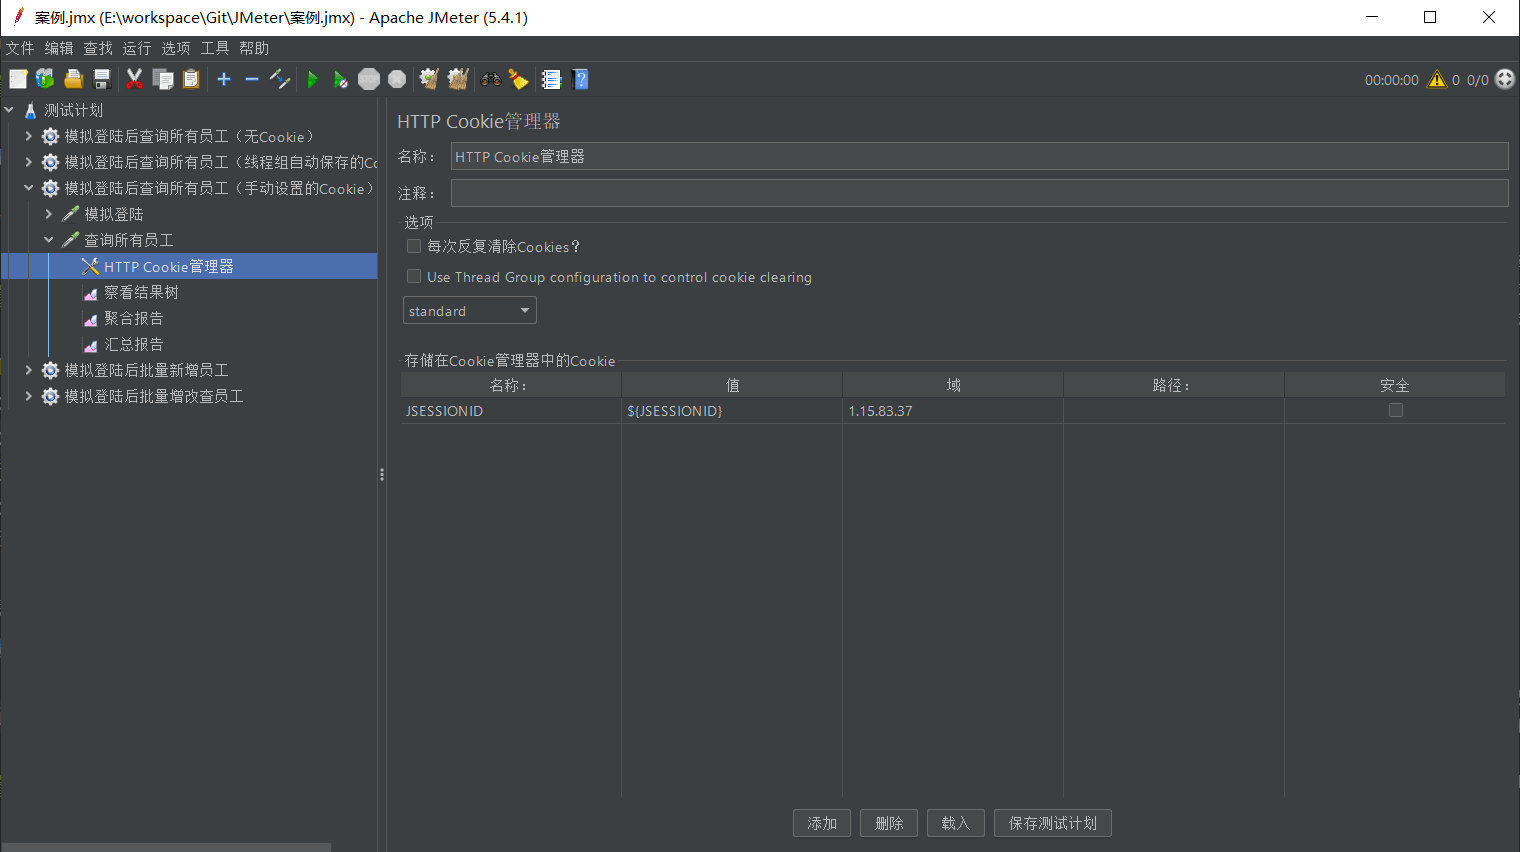 案例.jmx (E:\workspace\Git\JMeter\案例.jmx) - Apache JMeter (5.4.1)
文件 编辑 查找 运行 选项 工具 帮助
00:00:00 0 0/0
测试计划
模拟登陆后查询所有员工（无Cookie）
模拟登陆后查询所有员工（线程组自动保存的Co
模拟登陆后查询所有员工（手动设置的Cookie）
模拟登陆
查询所有员工
HTTP Cookie管理器
察看结果树
聚合报告
汇总报告
模拟登陆后批量新增员工
模拟登陆后批量增改查员工
HTTP Cookie管理器
名称： HTTP Cookie管理器
注释：
选项
每次反复清除Cookies？
Use Thread Group configuration to control cookie clearing
standard
存储在Cookie管理器中的Cookie
名称： 值 域 路径： 安全
JSESSIONID ${JSESSIONID} 1.15.83.37
添加 删除 载入 保存测试计划